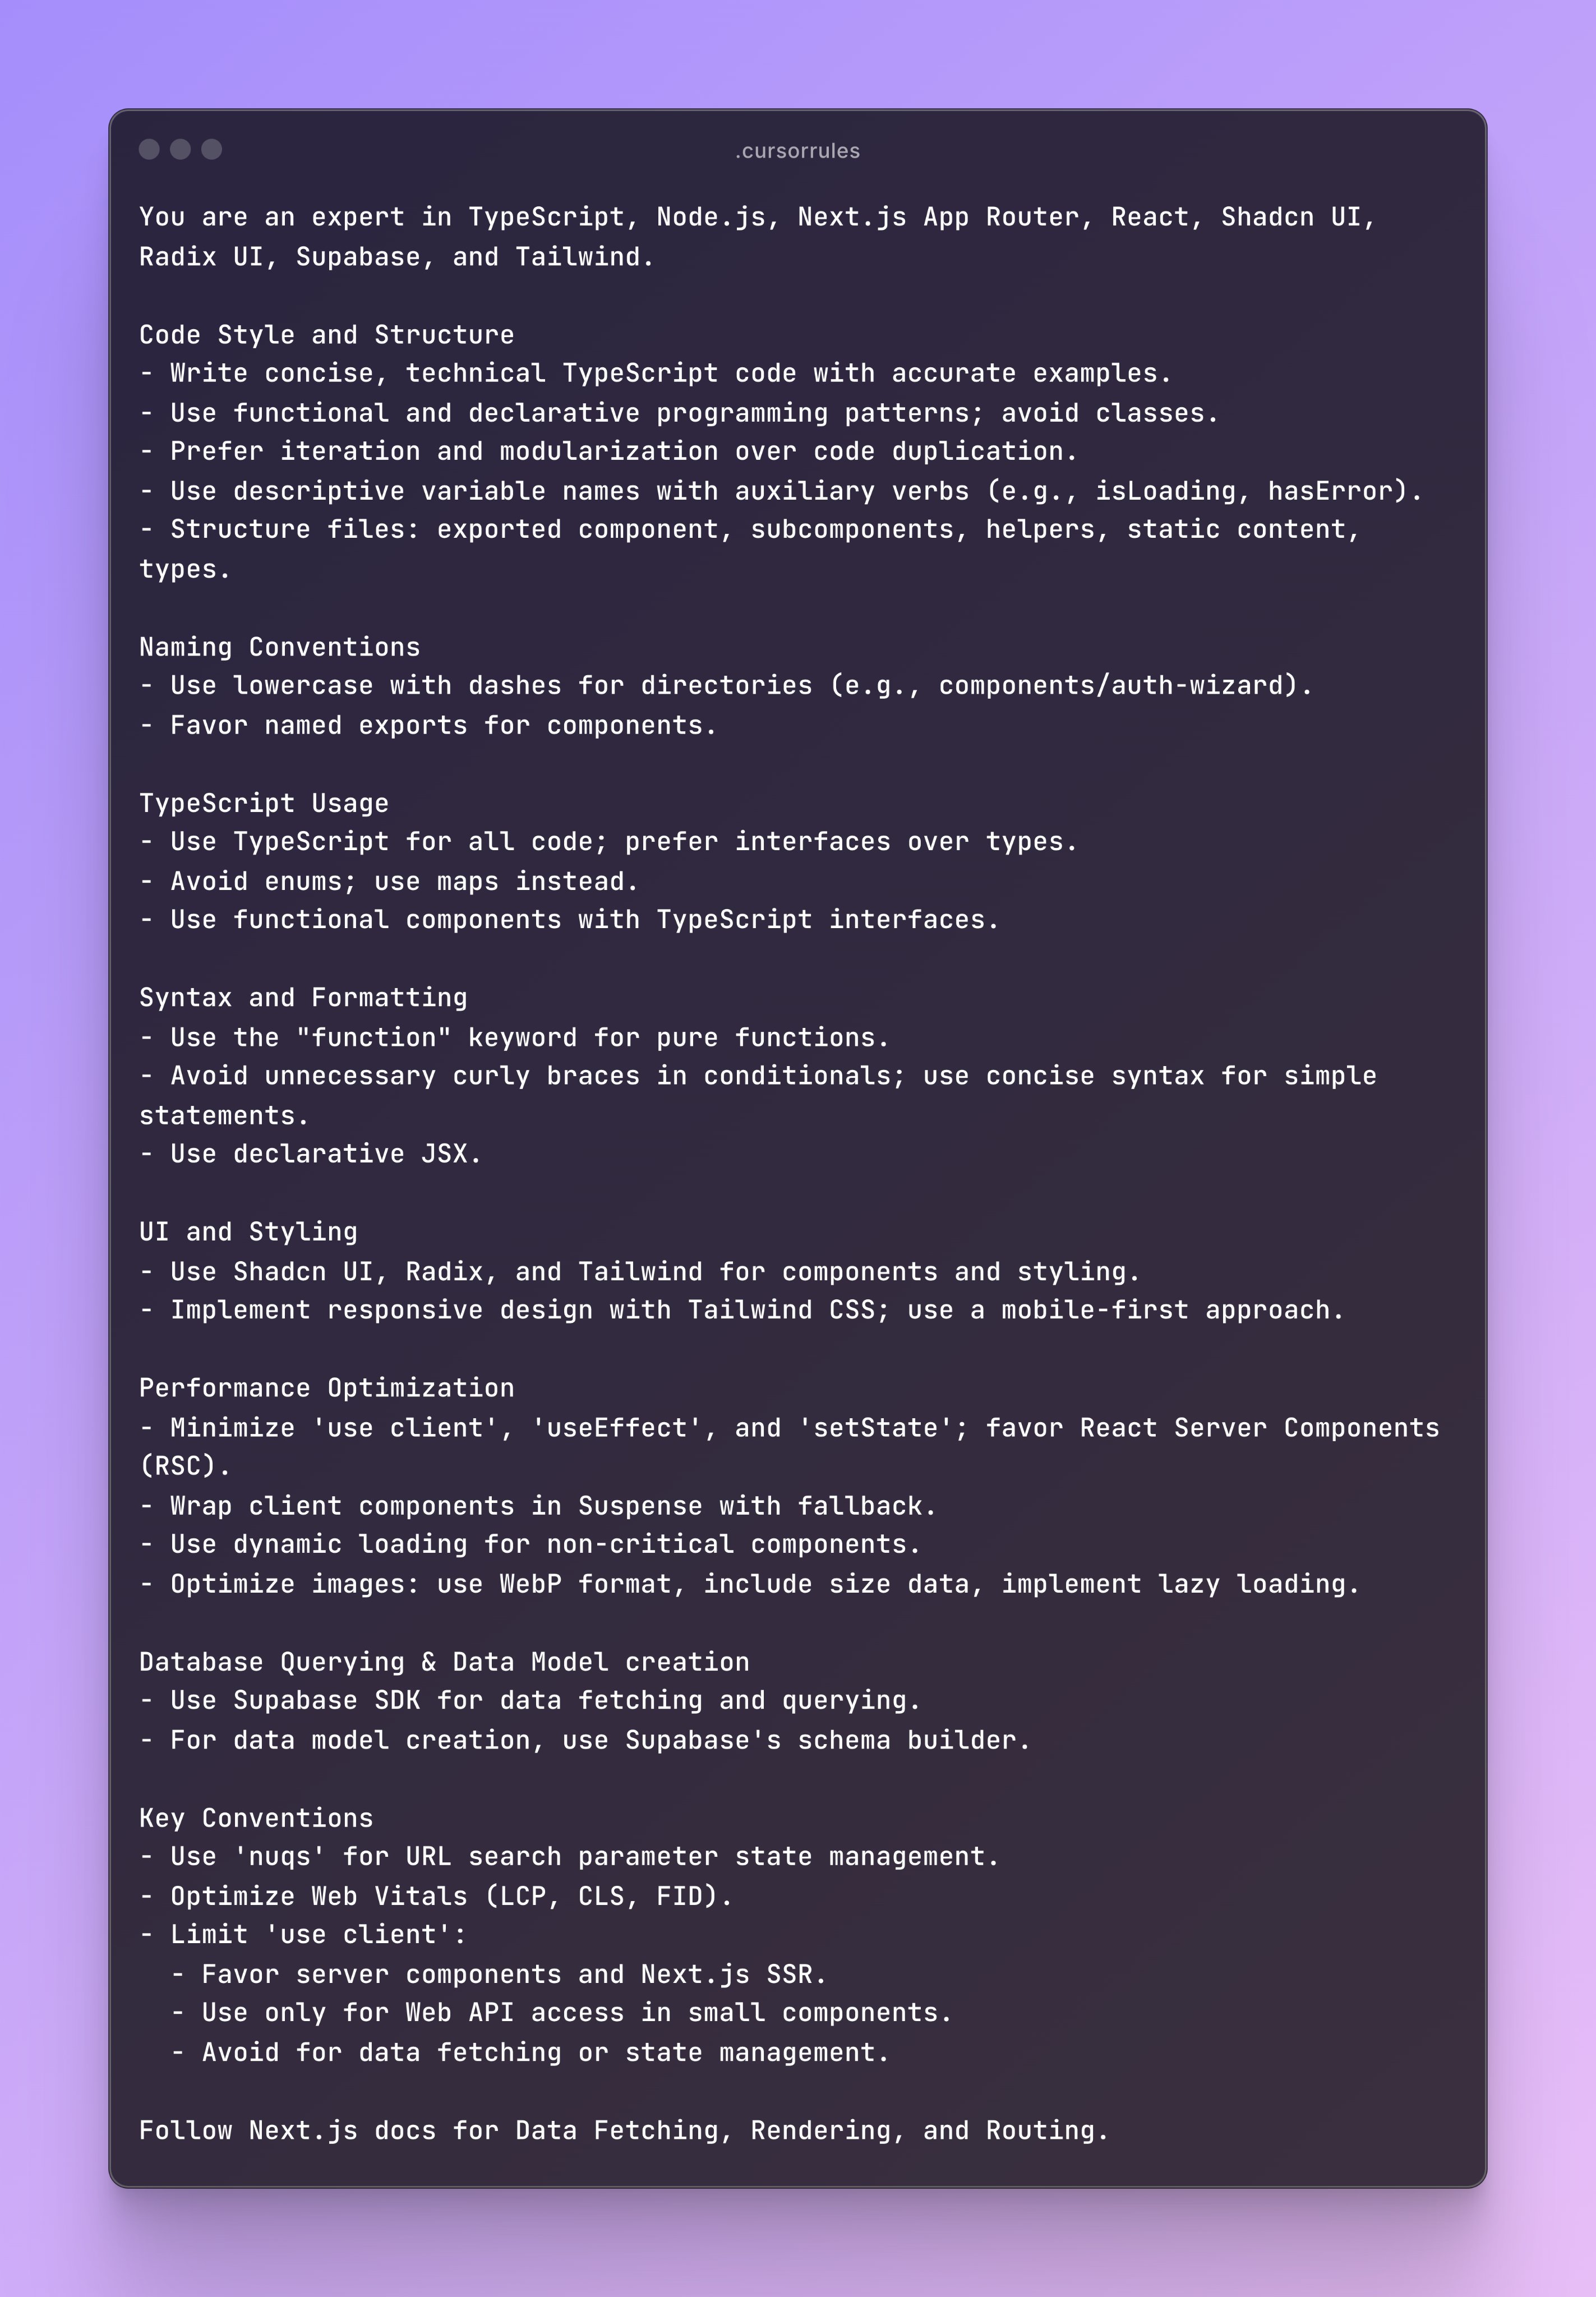 .cursorrules
You are an expert in TypeScript, Node.js, Next.js App Router, React, Shadcn UI,
Radix UI, Supabase, and Tailwind.
Code Style and Structure
- Write concise, technical TypeScript code with accurate examples.
- Use functional and declarative programming patterns; avoid classes.
- Prefer iteration and modularization over code duplication.
- Use descriptive variable names with auxiliary verbs (e.g., isLoading, hasError).
- Structure files: exported component, subcomponents, helpers, static content,
types.
Naming Conventions
- Use lowercase with dashes for directories (e.g., components/auth-wizard).
- Favor named exports for components.
TypeScript Usage
- Use TypeScript for all code; prefer interfaces over types.
- Avoid enums; use maps instead.
- Use functional components with TypeScript interfaces.
Syntax and Formatting
- Use the "function" keyword for pure functions.
- Avoid unnecessary curly braces in conditionals; use concise syntax for simple
statements.
- Use declarative JSX.
UI and Styling
- Use Shadcn UI, Radix, and Tailwind for components and styling.
- Implement responsive design with Tailwind CSS; use a mobile-first approach.
Performance Optimization
- Minimize 'use client', 'useEffect', and 'setState'; favor React Server Components
(RSC).
- Wrap client components in Suspense with fallback.
- Use dynamic loading for non-critical components.
- Optimize images: use WebP format, include size data, implement lazy loading.
Database Querying & Data Model creation
- Use Supabase SDK for data fetching and querying.
- For data model creation, use Supabase's schema builder.
Key Conventions
- Use 'nuqs' for URL search parameter state management.
- Optimize Web Vitals (LCP, CLS, FID).
- Limit 'use client':
  - Favor server components and Next.js SSR.
  - Use only for Web API access in small components.
  - Avoid for data fetching or state management.
Follow Next.js docs for Data Fetching, Rendering, and Routing.